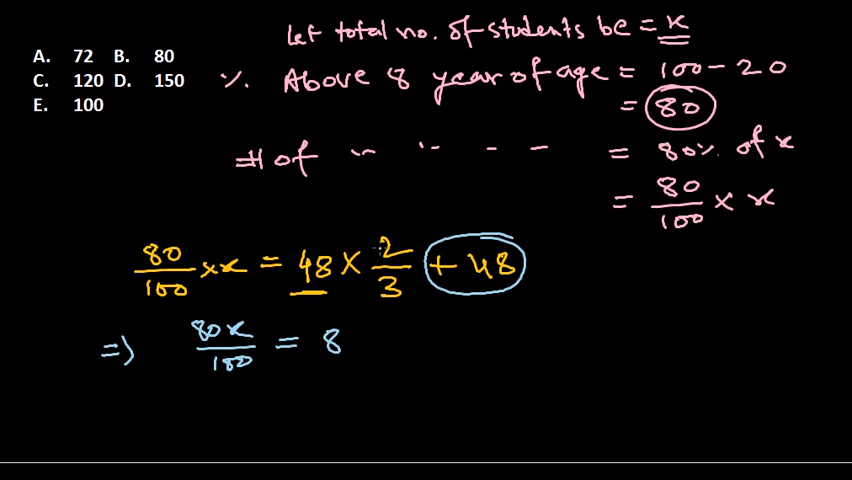 Let total no. of students be = x
A. 72 B. 80
C. 120 D. 150
E. 100
% Above 8 year of age = 100 - 20
= 80
# of " " - - = 80% of x
= 80/100 × x
80/100 × x = 48 × 2/3 + 48
=> 80x/100 = 8